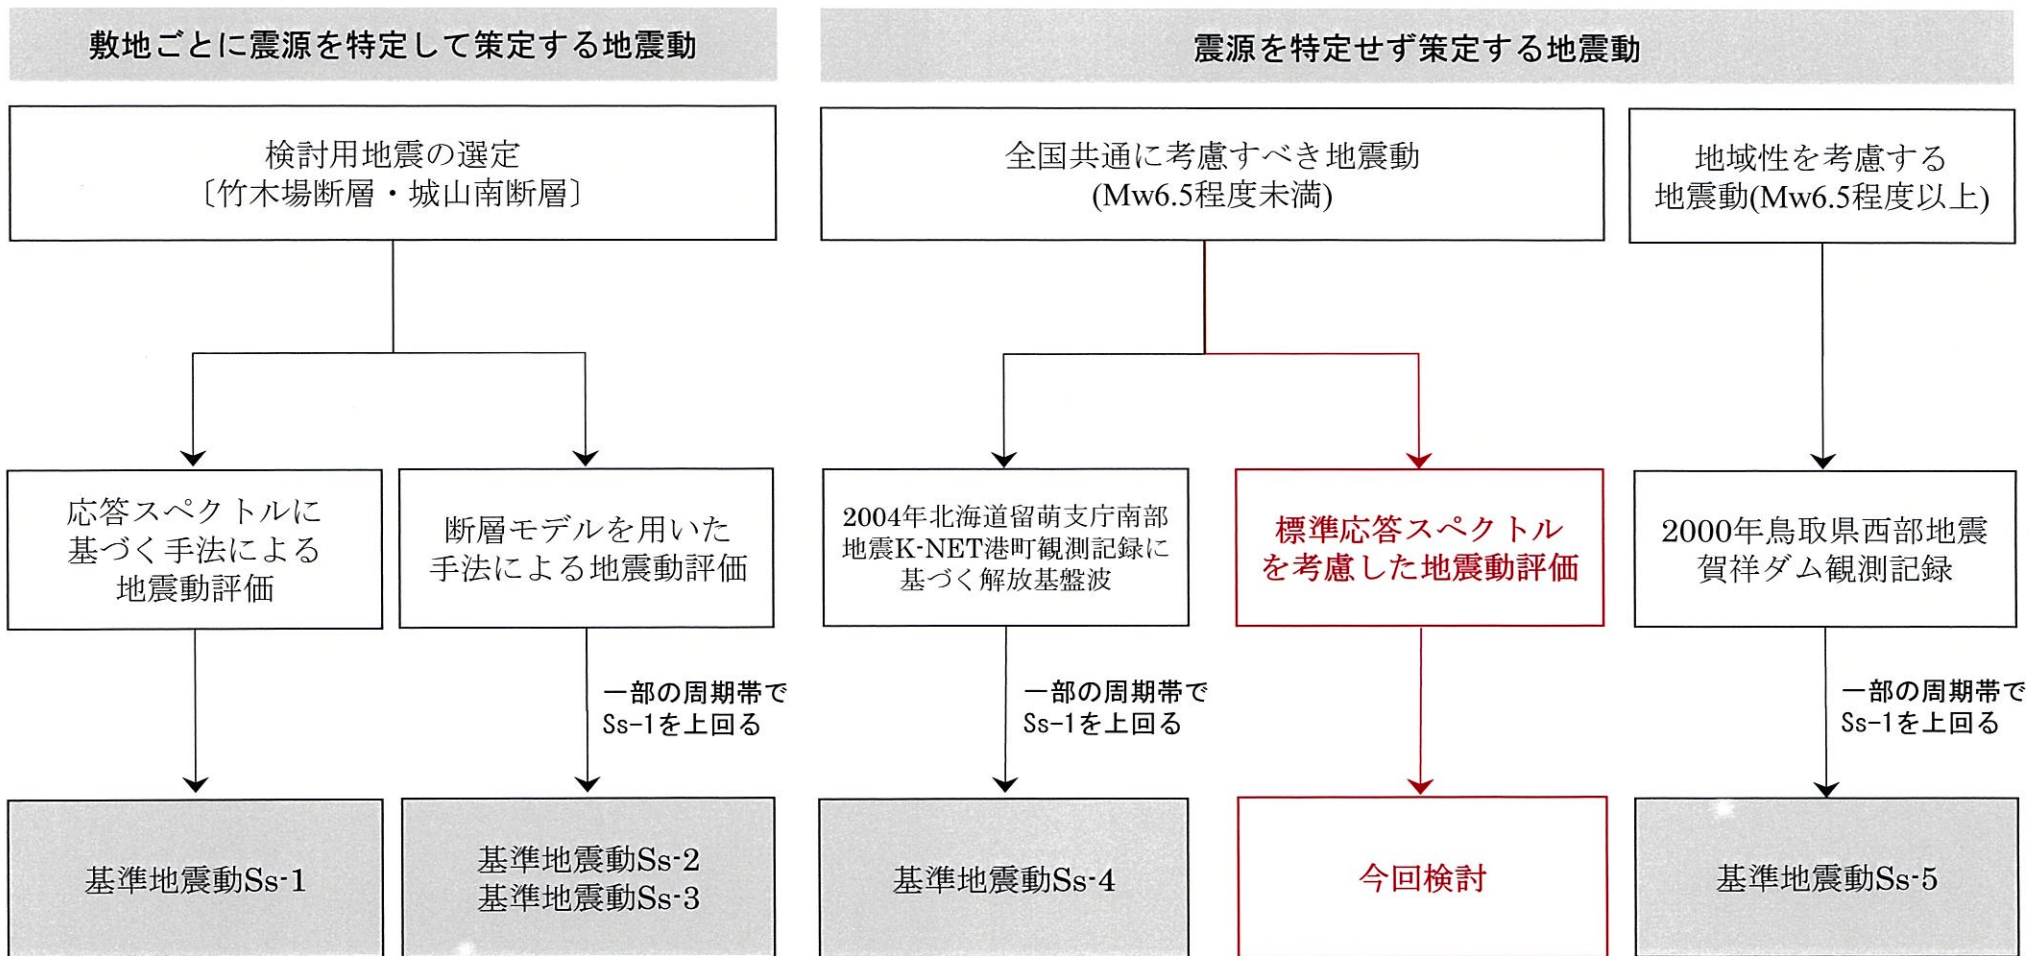 敷地ごとに震源を特定して策定する地震動
震源を特定せず策定する地震動
検討用地震の選定
〔竹木場断層・城山南断層〕
全国共通に考慮すべき地震動
(Mw6.5程度未満)
地域性を考慮する
地震動(Mw6.5程度以上)
応答スペクトルに
基づく手法による
地震動評価
断層モデルを用いた
手法による地震動評価
2004年北海道留萌支庁南部
地震K-NET港町観測記録に
基づく解放基盤波
標準応答スペクトル
を考慮した地震動評価
2000年鳥取県西部地震
賀祥ダム観測記録
一部の周期帯で
Ss-1を上回る
一部の周期帯で
Ss-1を上回る
一部の周期帯で
Ss-1を上回る
基準地震動Ss-1
基準地震動Ss-2
基準地震動Ss-3
基準地震動Ss-4
今回検討
基準地震動Ss-5